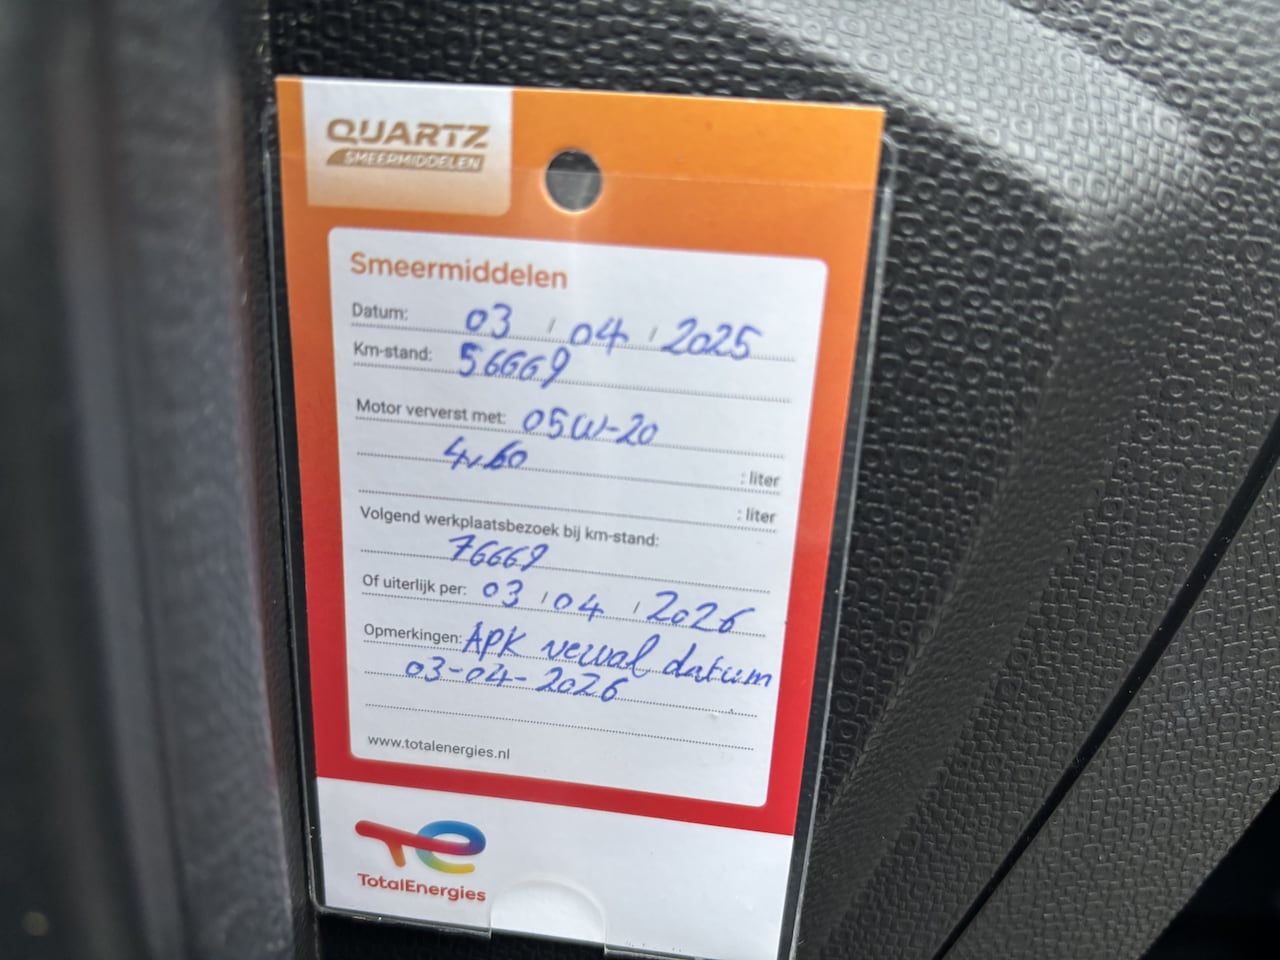 QUARTZ
SMEERMIDDELEN
Smeermiddelen
Datum: 03 / 04 / 2025
Km-stand: 56669
Motor ververst met: 05W-20
4,60 : liter
: liter
Volgend werkplaatsbezoek bij km-stand:
76669
Of uiterlijk per: 03 / 04 / 2026
Opmerkingen: APK verval datum
03-04-2026
www.totalenergies.nl
TotalEnergies